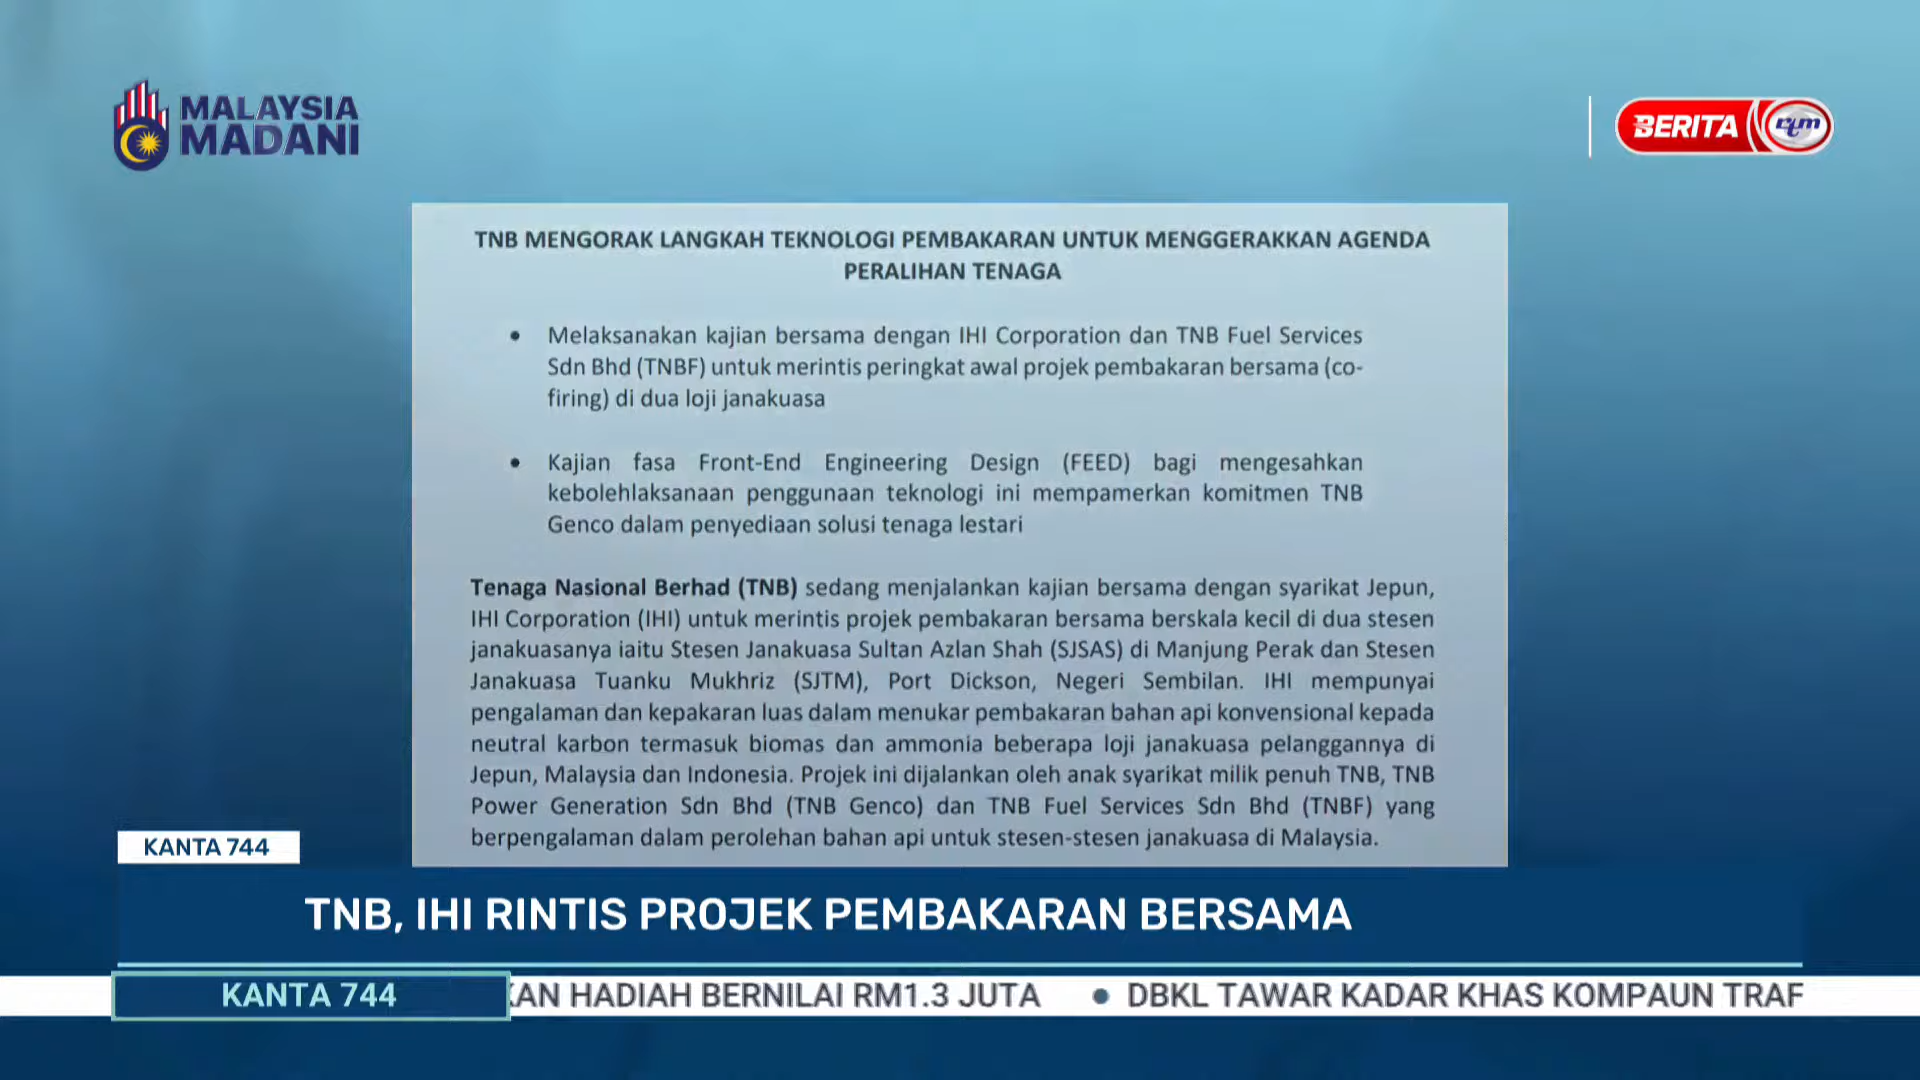 MALAYSIA
MADANI
BERITA rtm
TNB MENGORAK LANGKAH TEKNOLOGI PEMBAKARAN UNTUK MENGGERAKKAN AGENDA
PERALIHAN TENAGA
• Melaksanakan kajian bersama dengan IHI Corporation dan TNB Fuel Services
Sdn Bhd (TNBF) untuk merintis peringkat awal projek pembakaran bersama (co-
firing) di dua loji janakuasa
• Kajian fasa Front-End Engineering Design (FEED) bagi mengesahkan
kebolehlaksanaan penggunaan teknologi ini mempamerkan komitmen TNB
Genco dalam penyediaan solusi tenaga lestari
Tenaga Nasional Berhad (TNB) sedang menjalankan kajian bersama dengan syarikat Jepun,
IHI Corporation (IHI) untuk merintis projek pembakaran bersama berskala kecil di dua stesen
janakuasanya iaitu Stesen Janakuasa Sultan Azlan Shah (SJSAS) di Manjung Perak dan Stesen
Janakuasa Tuanku Mukhriz (SJTM), Port Dickson, Negeri Sembilan. IHI mempunyai
pengalaman dan kepakaran luas dalam menukar pembakaran bahan api konvensional kepada
neutral karbon termasuk biomas dan ammonia beberapa loji janakuasa pelanggannya di
Jepun, Malaysia dan Indonesia. Projek ini dijalankan oleh anak syarikat milik penuh TNB, TNB
Power Generation Sdn Bhd (TNB Genco) dan TNB Fuel Services Sdn Bhd (TNBF) yang
berpengalaman dalam perolehan bahan api untuk stesen-stesen janakuasa di Malaysia.
KANTA 744
TNB, IHI RINTIS PROJEK PEMBAKARAN BERSAMA
KANTA 744 KAN HADIAH BERNILAI RM1.3 JUTA • DBKL TAWAR KADAR KHAS KOMPAUN TRAF